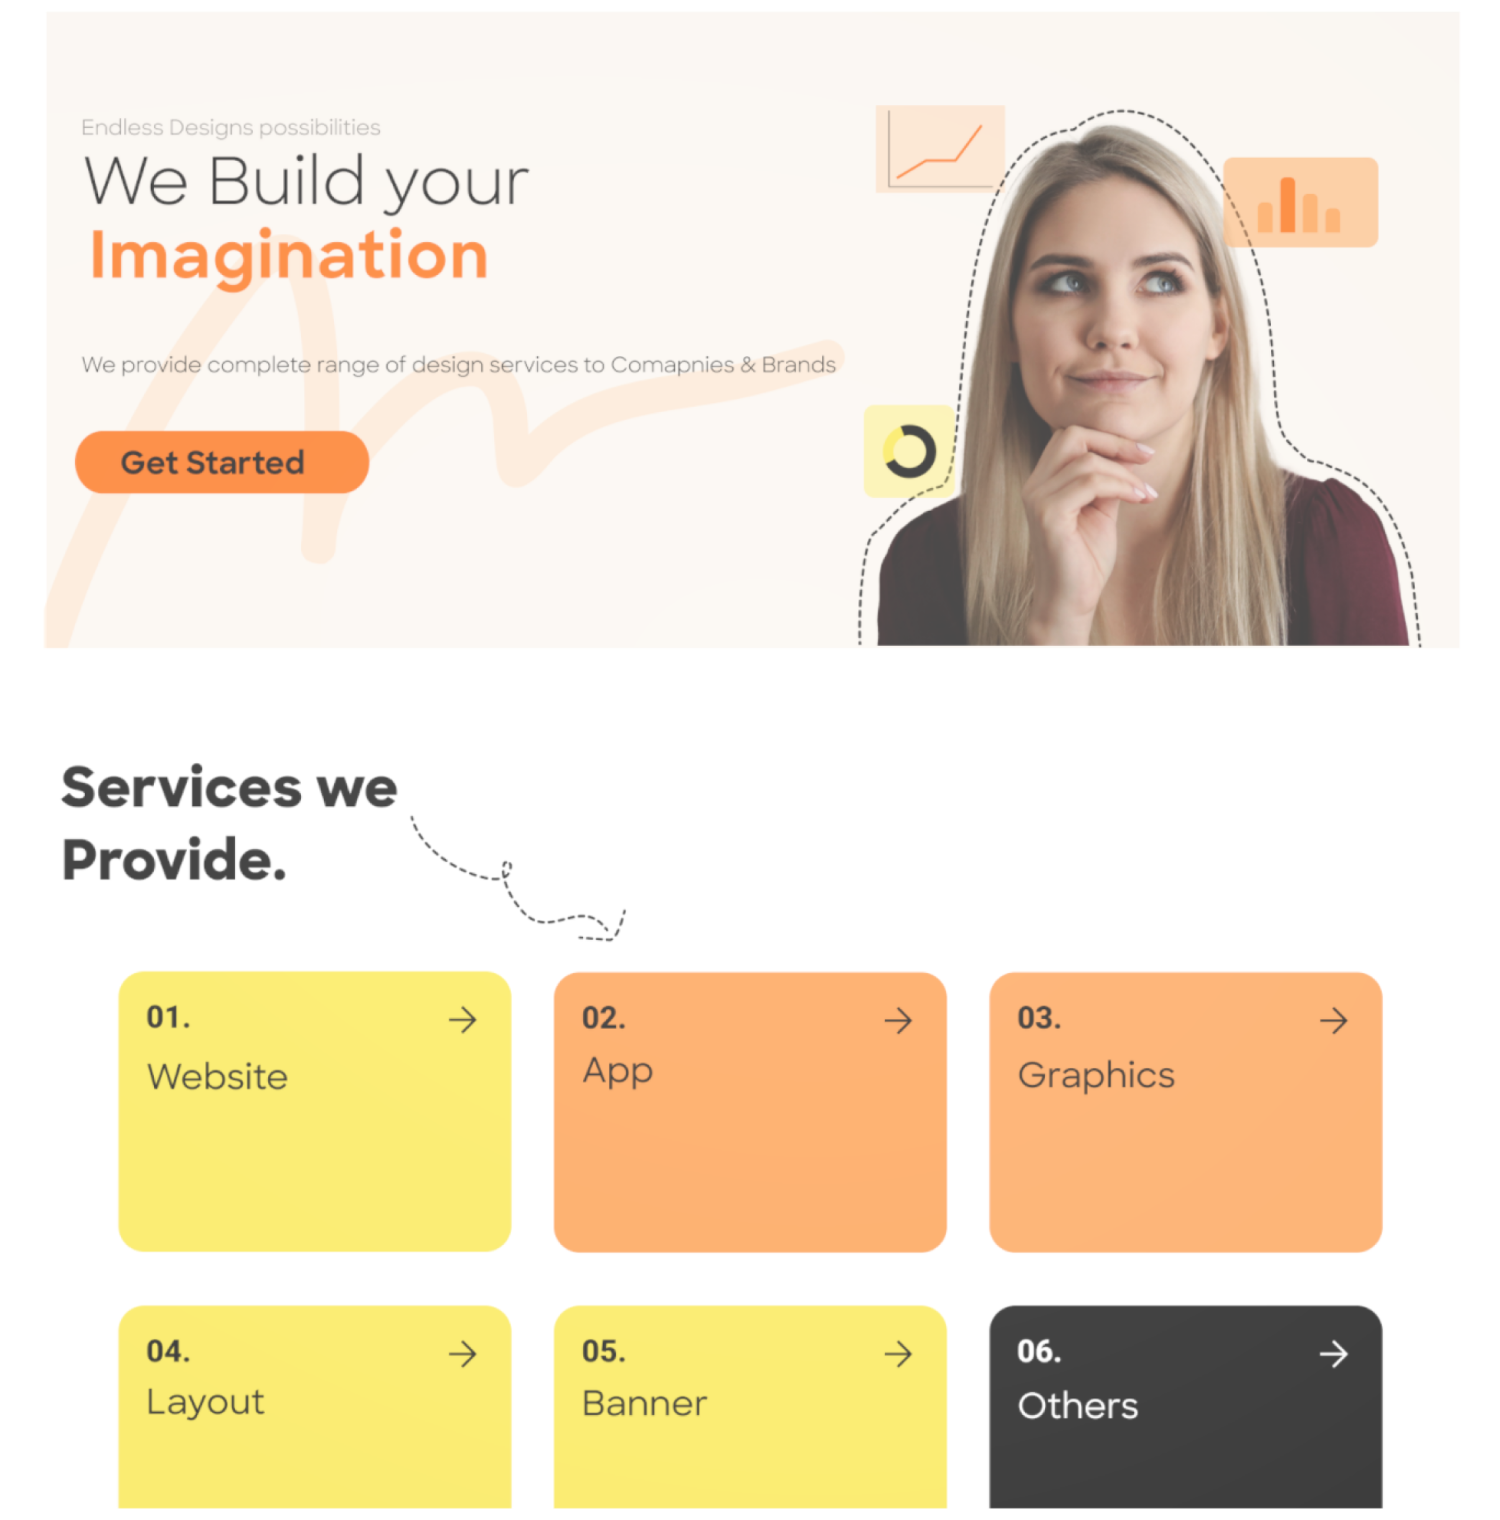 Endless Designs possibilities
We Build your
Imagination
We provide complete range of design services to Comapnies & Brands
Get Started
Services we
Provide.
01.
Website
02.
App
03.
Graphics
04.
Layout
05.
Banner
06.
Others